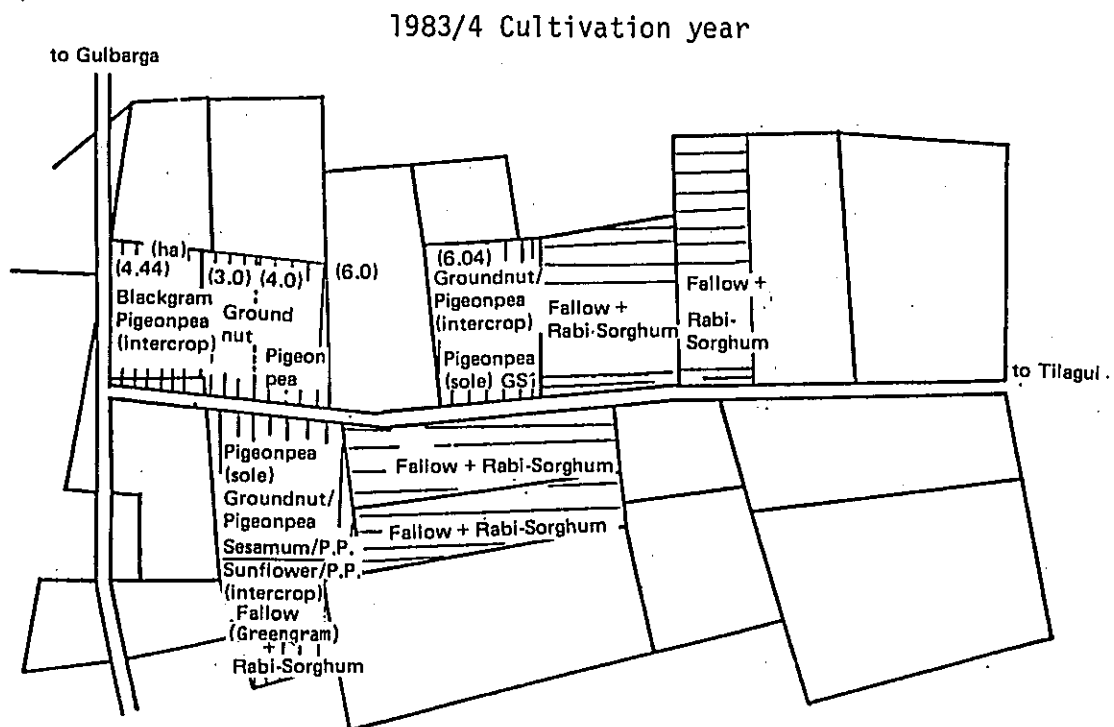 1983/4 Cultivation year
to Gulbarga
(ha)
(4.44)
Blackgram
Pigeonpea
(intercrop)
(3.0) (4.0)
Ground
nut
Pigeon
pea
(6.0)
(6.04)
Groundnut/
Pigeonpea
(intercrop)
Pigeonpea
(sole) GS1
Fallow +
Rabi-Sorghum
Fallow +
Rabi-
Sorghum
to Tilagul
Pigeonpea
(sole)
Groundnut/
Pigeonpea
Sesamum/P.P.
Sunflower/P.P.
(intercrop)
Fallow
(Greengram)
+
Rabi-Sorghum
Fallow + Rabi-Sorghum
Fallow + Rabi-Sorghum